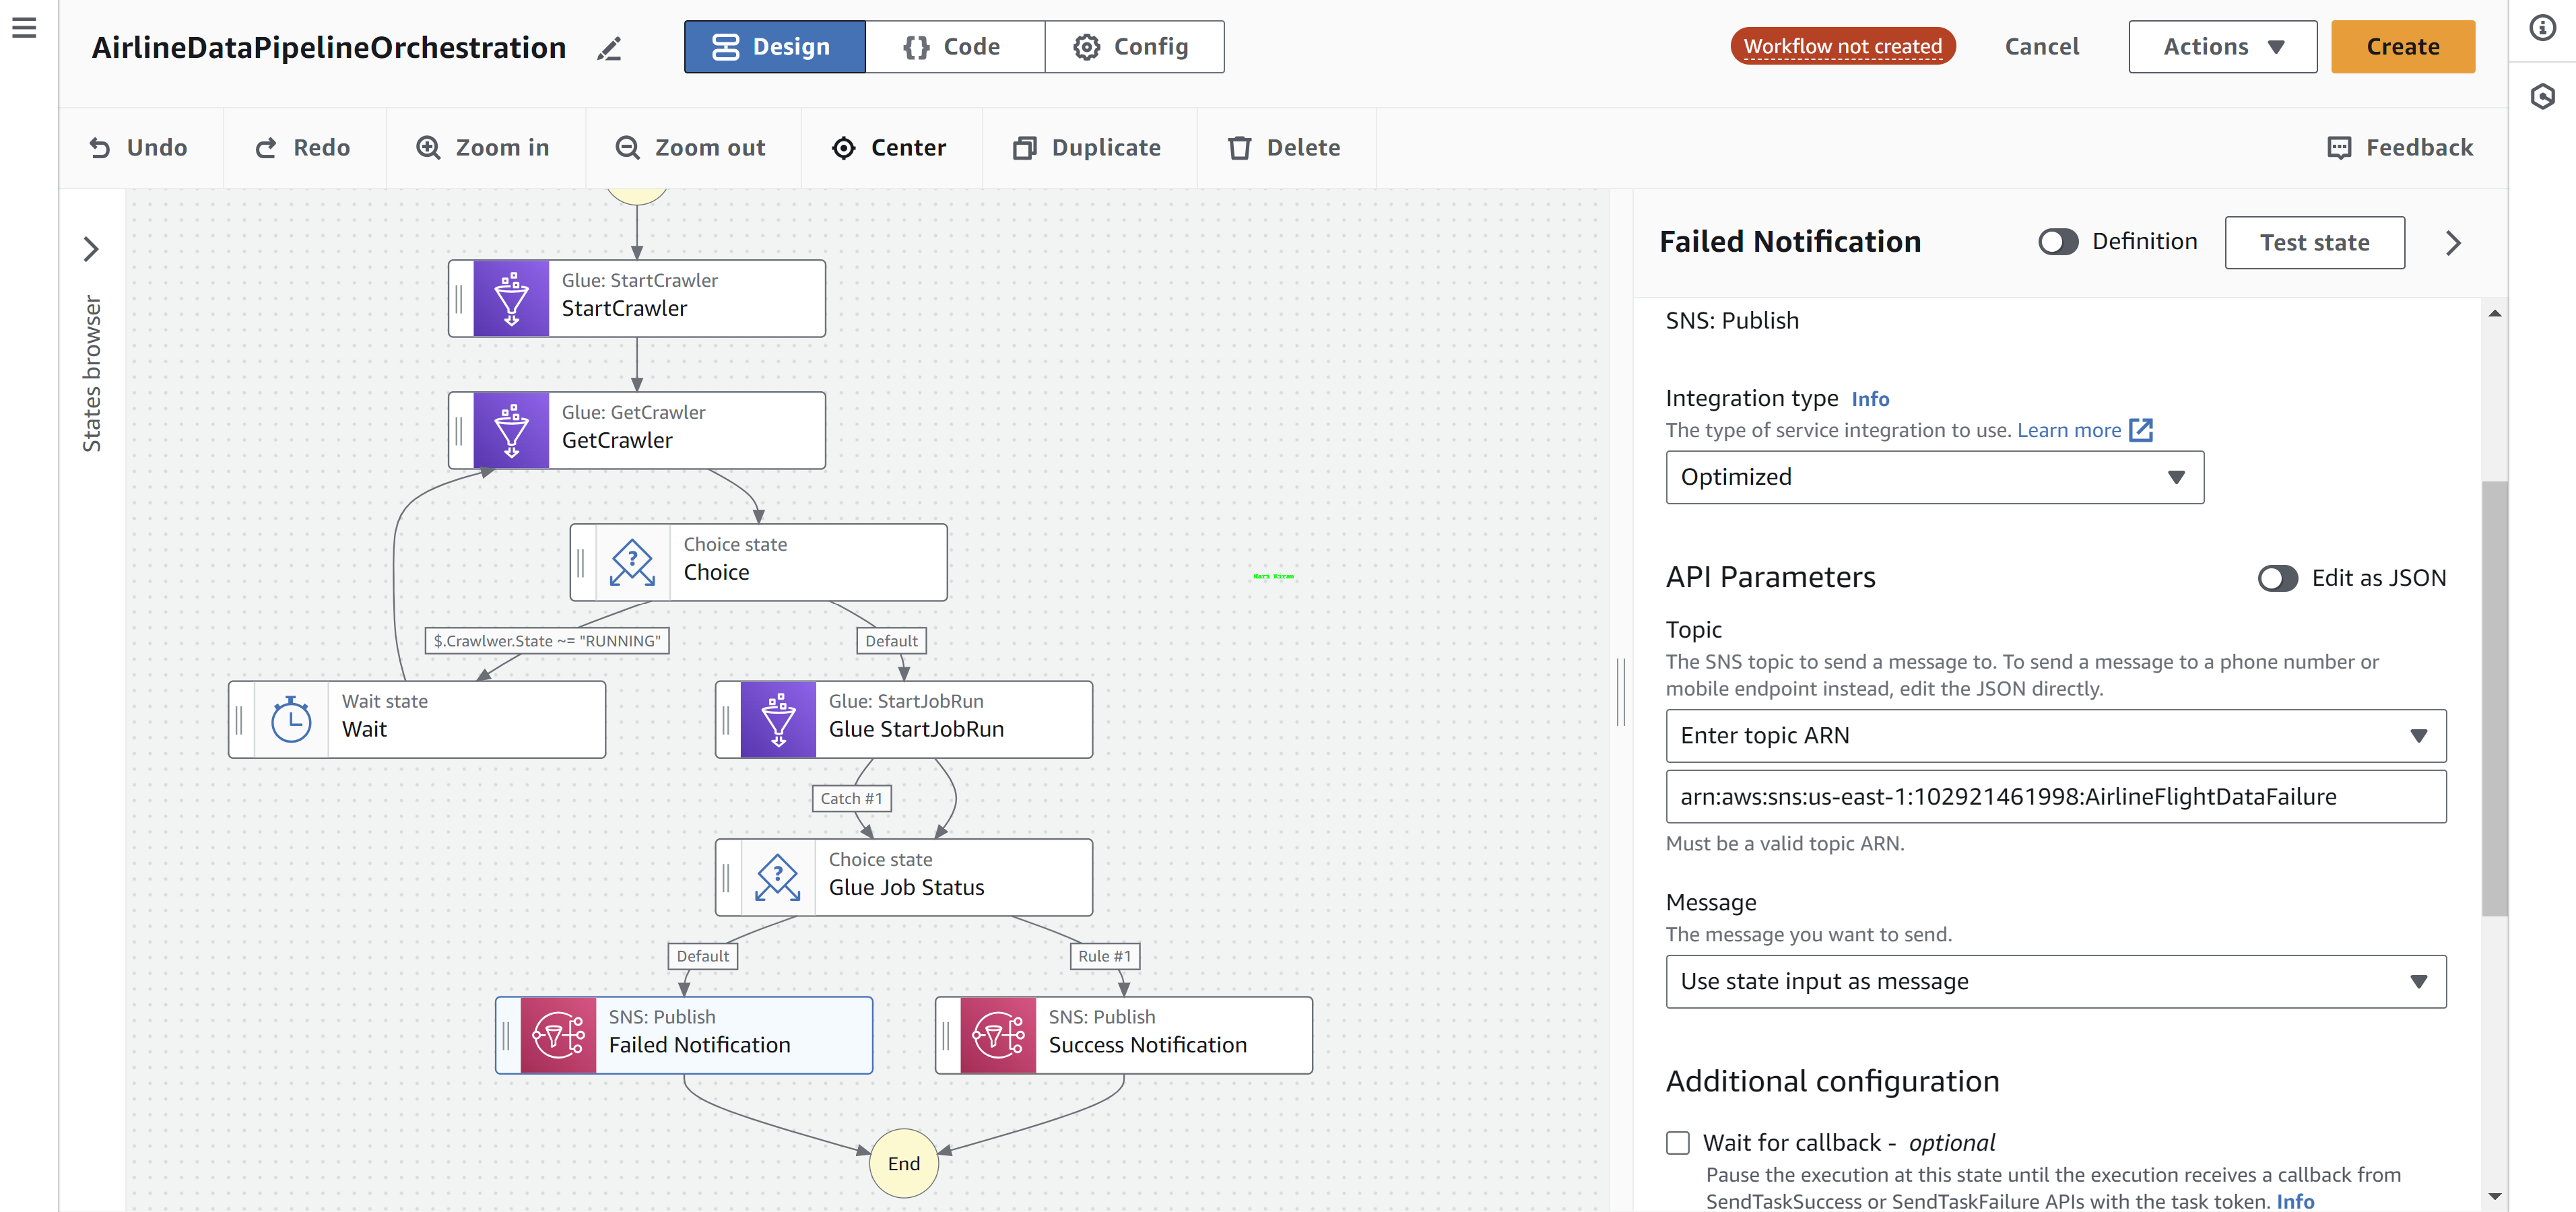 AirlineDataPipelineOrchestration
Design
Code
Config
Workflow not created
Cancel
Actions
Create
Undo
Redo
Zoom in
Zoom out
Center
Duplicate
Delete
Feedback
States browser
Glue: StartCrawler
StartCrawler
Glue: GetCrawler
GetCrawler
Choice state
Choice
$.Crawlwer.State ~= "RUNNING"
Default
Wait state
Wait
Glue: StartJobRun
Glue StartJobRun
Catch #1
Choice state
Glue Job Status
Default
Rule #1
SNS: Publish
Failed Notification
SNS: Publish
Success Notification
End
Hari Kiran
Failed Notification
Definition
Test state
SNS: Publish
Integration type Info
The type of service integration to use. Learn more
Optimized
API Parameters
Edit as JSON
Topic
The SNS topic to send a message to. To send a message to a phone number or
mobile endpoint instead, edit the JSON directly.
Enter topic ARN
arn:aws:sns:us-east-1:102921461998:AirlineFlightDataFailure
Must be a valid topic ARN.
Message
The message you want to send.
Use state input as message
Additional configuration
Wait for callback - optional
Pause the execution at this state until the execution receives a callback from
SendTaskSuccess or SendTaskFailure APIs with the task token. Info